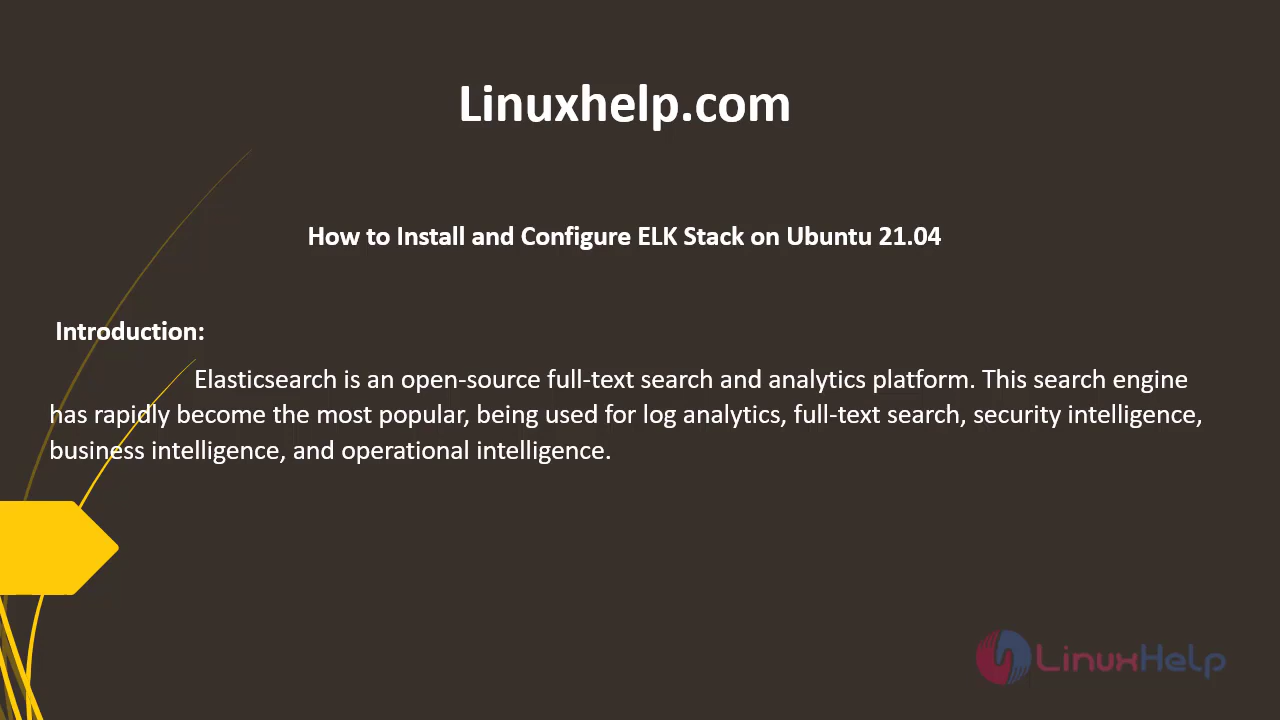 Linuxhelp.com
How to Install and Configure ELK Stack on Ubuntu 21.04
Introduction:
Elasticsearch is an open-source full-text search and analytics platform. This search engine
has rapidly become the most popular, being used for log analytics, full-text search, security intelligence,
business intelligence, and operational intelligence.
LinuxHelp